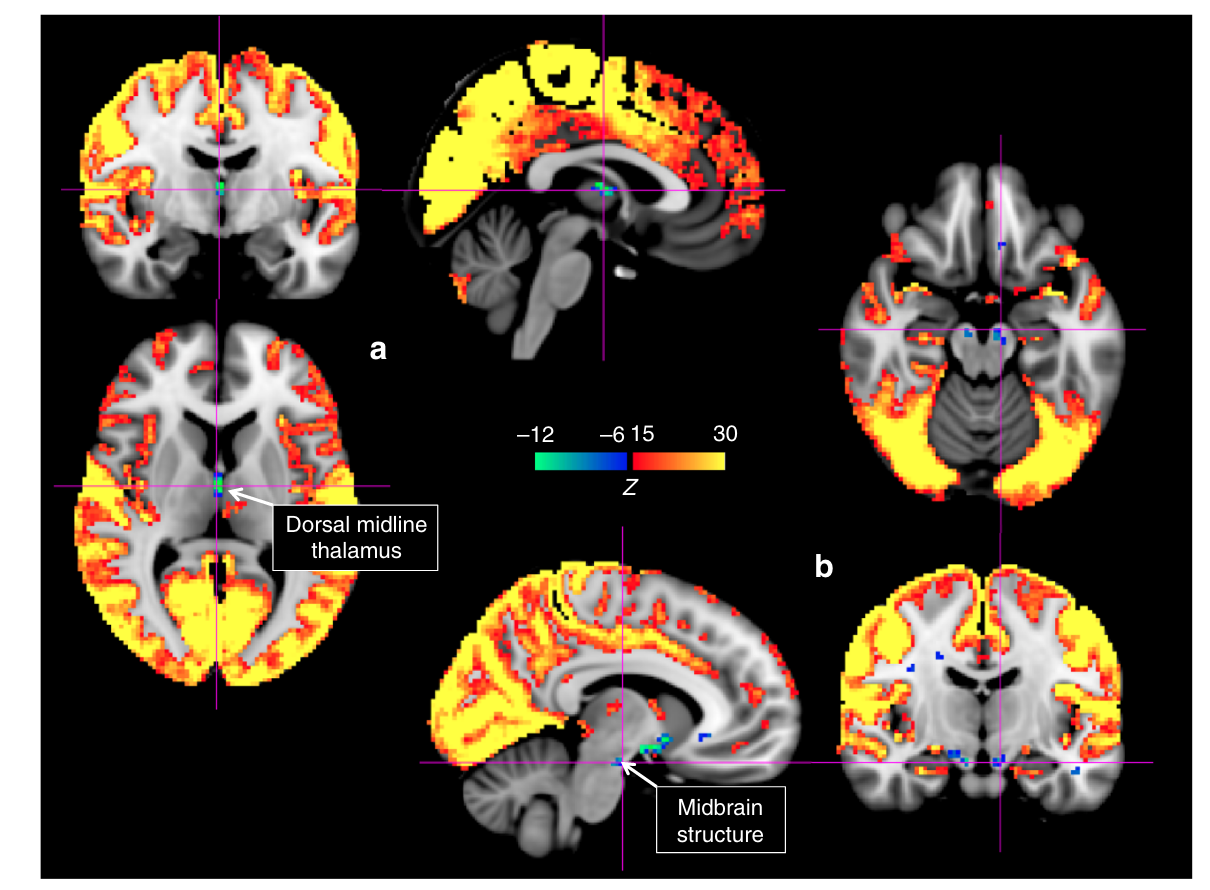 a
–12 –6 15 30
Z
Dorsal midline
thalamus
b
Midbrain
structure